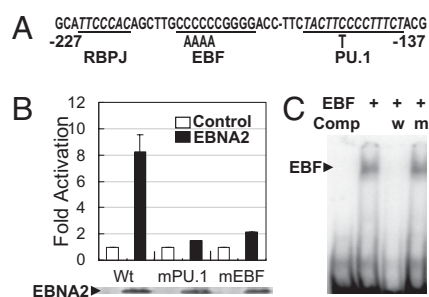 A
GCATTCCCACAGCTTGCCCCCCGGGGACC-TTCTACTTCCCCTTTCTACG
-227 AAAA T -137
RBPJ EBF PU.1
B
Fold Activation
12
10
8
6
4
2
0
Control
EBNA2
Wt mPU.1 mEBF
EBNA2
C
EBF + + +
Comp w m
EBF